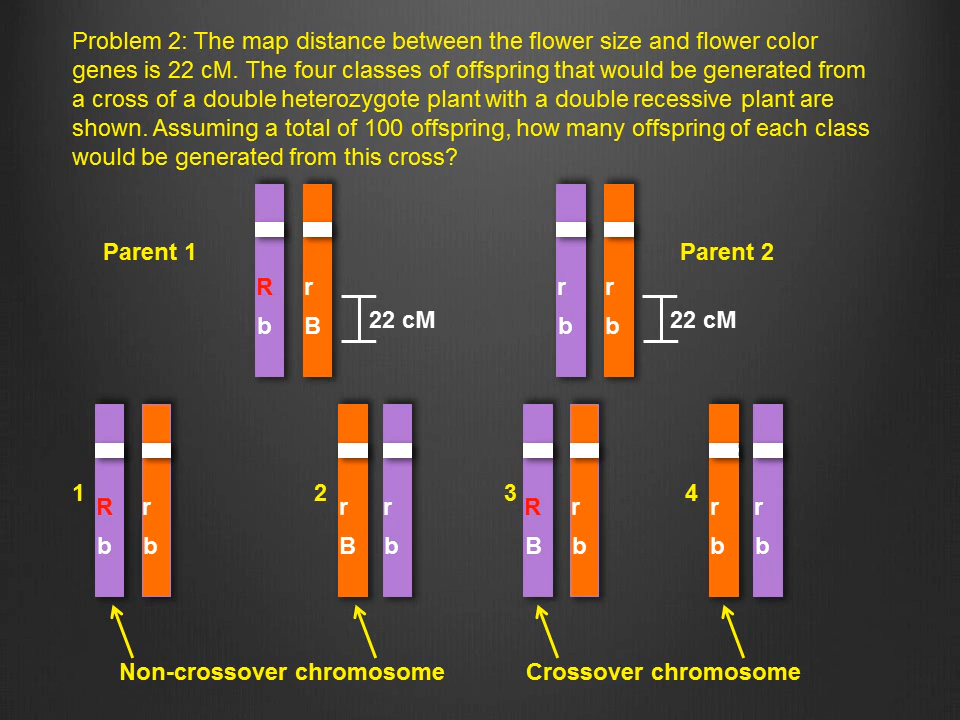 Problem 2: The map distance between the flower size and flower color
genes is 22 cM. The four classes of offspring that would be generated from
a cross of a double heterozygote plant with a double recessive plant are
shown. Assuming a total of 100 offspring, how many offspring of each class
would be generated from this cross?
Parent 1
Parent 2
R r
b B
22 cM
r r
b b
22 cM
1
R r
b b
2
r r
B b
3
R r
B b
4
r r
b b
Non-crossover chromosome
Crossover chromosome